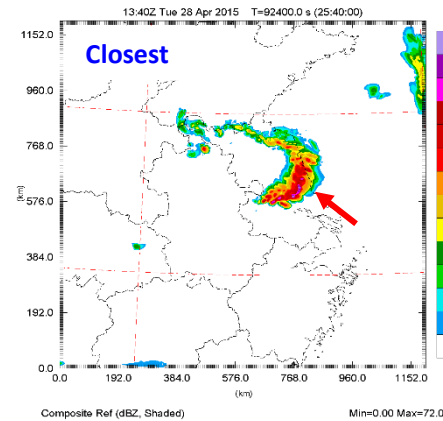 13:40Z Tue 28 Apr 2015 T=92400.0 s (25:40:00)
Closest
1152.0
960.0
768.0
576.0
384.0
192.0
0.0
(km)
0.0 192.0 384.0 576.0 768.0 960.0 1152.0
(km)
Composite Ref (dBZ, Shaded) Min=0.00 Max=72.0